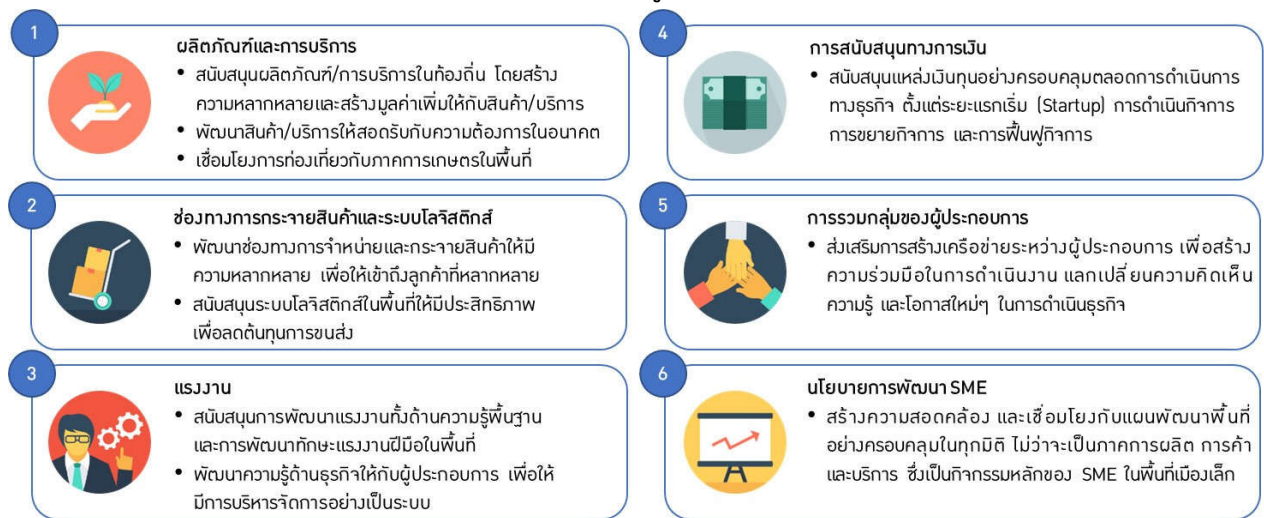 1
ผลิตภัณฑ์และการบริการ
• สนับสนุนผลิตภัณฑ์/การบริการในท้องถิ่น โดยสร้าง
ความหลากหลายและสร้างมูลค่าเพิ่มให้กับสินค้า/บริการ
• พัฒนาสินค้า/บริการให้สอดรับกับความต้องการในอนาคต
• เชื่อมโยงการท่องเที่ยวกับภาคการเกษตรในพื้นที่
2
ช่องทางการกระจายสินค้าและระบบโลจิสติกส์
• พัฒนาช่องทางการจำหน่ายและกระจายสินค้าให้มี
ความหลากหลาย เพื่อให้เข้าถึงลูกค้าที่หลากหลาย
• สนับสนุนระบบโลจิสติกส์ในพื้นที่ให้มีประสิทธิภาพ
เพื่อลดต้นทุนการขนส่ง
3
แรงงาน
• สนับสนุนการพัฒนาแรงงานทั้งด้านความรู้พื้นฐาน
และการพัฒนาทักษะแรงงานฝีมือในพื้นที่
• พัฒนาความรู้ด้านธุรกิจให้กับผู้ประกอบการ เพื่อให้
มีการบริหารจัดการอย่างเป็นระบบ
4
การสนับสนุนทางการเงิน
• สนับสนุนแหล่งเงินทุนอย่างครอบคลุมตลอดการดำเนินการ
ทางธุรกิจ ตั้งแต่ระยะแรกเริ่ม (Startup) การดำเนินกิจการ
การขยายกิจการ และการฟื้นฟูกิจการ
5
การรวมกลุ่มของผู้ประกอบการ
• ส่งเสริมการสร้างเครือข่ายระหว่างผู้ประกอบการ เพื่อสร้าง
ความร่วมมือในการดำเนินงาน แลกเปลี่ยนความคิดเห็น
ความรู้ และโอกาสใหม่ๆ ในการดำเนินธุรกิจ
6
นโยบายการพัฒนา SME
• สร้างความสอดคล้อง และเชื่อมโยงกับแผนพัฒนาพื้นที่
อย่างครอบคลุมในทุกมิติ ไม่ว่าจะเป็นภาคการผลิต การค้า
และบริการ ซึ่งเป็นกิจกรรมหลักของ SME ในพื้นที่เมืองเล็ก